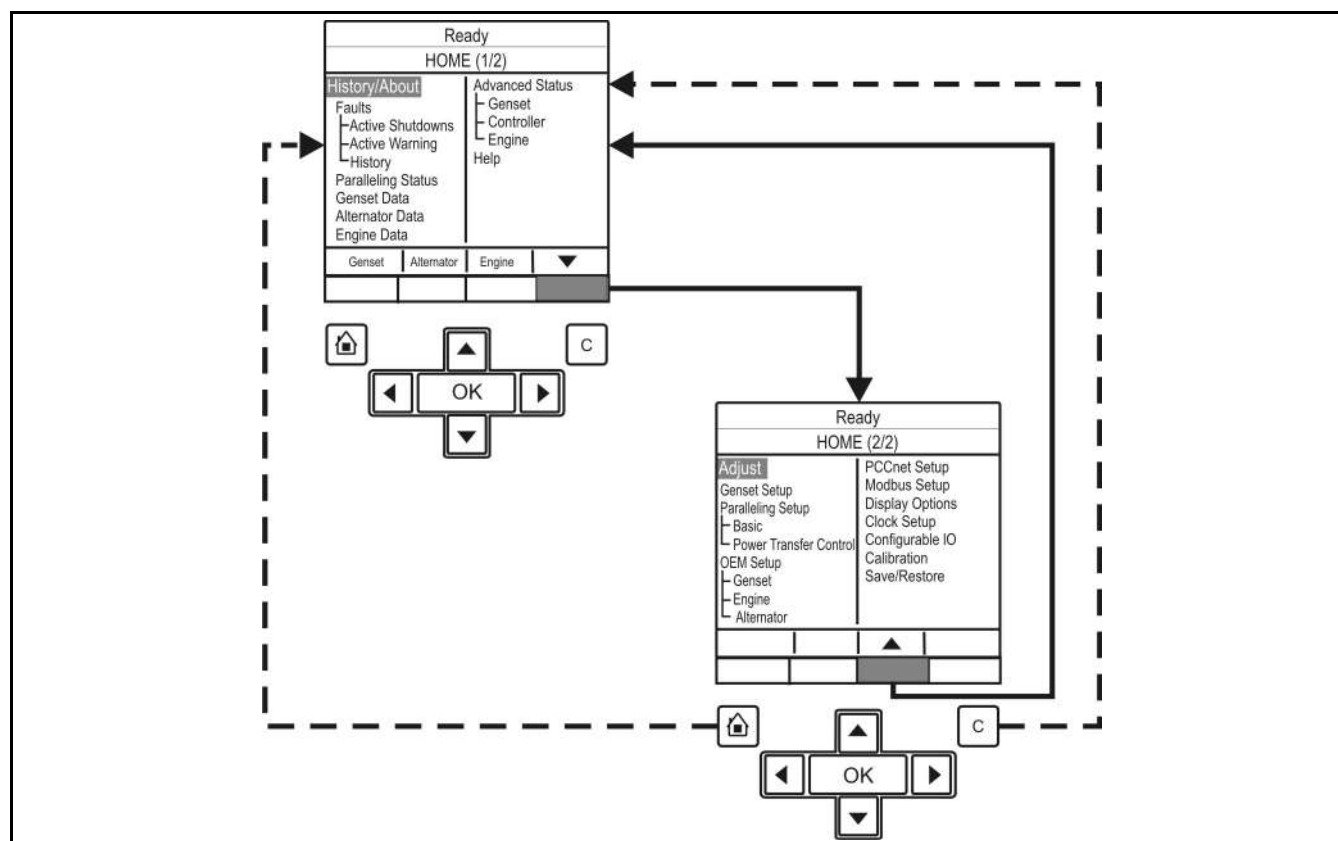 Ready
HOME (1/2)
History/About
Faults
Active Shutdowns
Active Warning
History
Paralleling Status
Genset Data
Alternator Data
Engine Data
Advanced Status
Genset
Controller
Engine
Help
Genset
Alternator
Engine
C
OK
Ready
HOME (2/2)
Adjust
Genset Setup
Paralleling Setup
Basic
Power Transfer Control
OEM Setup
Genset
Engine
Alternator
PCCnet Setup
Modbus Setup
Display Options
Clock Setup
Configurable IO
Calibration
Save/Restore
C
OK